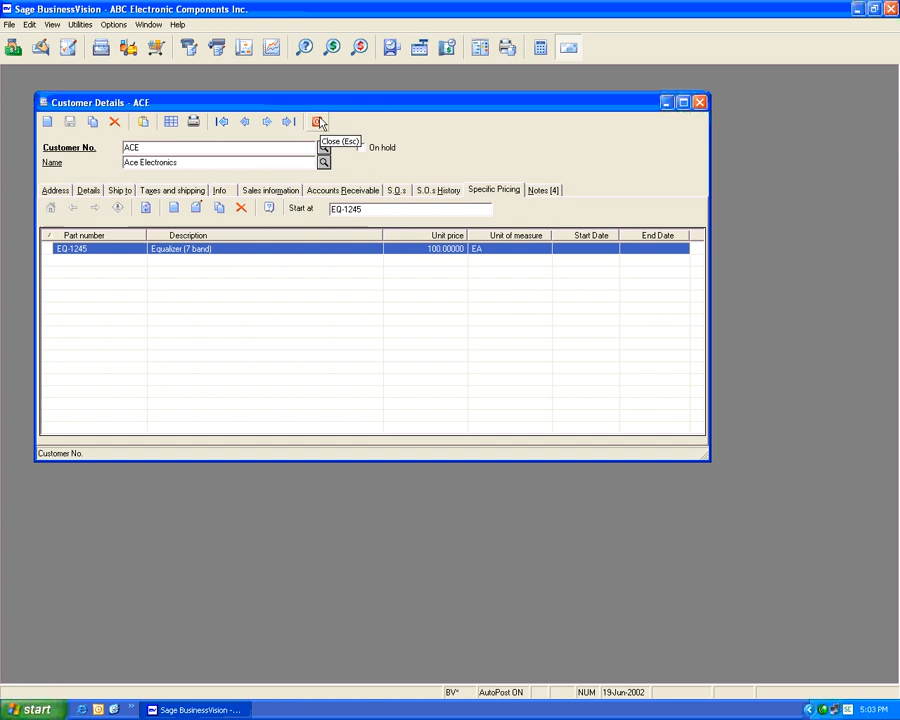 Sage BusinessVision - ABC Electronic Components Inc.
File Edit View Utilities Options Window Help
Customer Details - ACE
Close (Esc)
Customer No. ACE On hold
Name Ace Electronics
Address Details Ship to Taxes and shipping Info Sales information Accounts Receivable S.O.s S.O.s History Specific Pricing Notes [4]
Start at EQ-1245
Part number Description Unit price Unit of measure Start Date End Date
EQ-1245 Equalizer (7 band) 100.00000 EA
Customer No.
BV* AutoPost ON NUM 19-Jun-2002
start Sage BusinessVision -... SE 5:03 PM